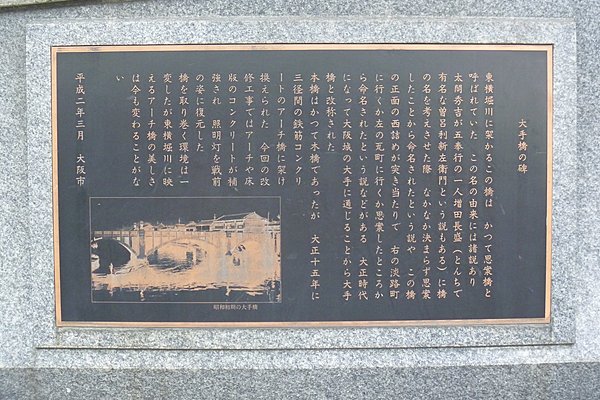 大手橋の碑
東横堀川に架かるこの橋は　かつて思案橋と
呼ばれていた　この名の由来には諸説あり
太閤秀吉が五奉行の一人増田長盛（とんちで
有名な曽呂利新左衛門という説もある）に橋
の名を考えさせた際　なかなか決まらず思案
したことから命名されたという説や　この橋
の正面の西詰めが突き当たりで　右の淡路町
に行くか左の瓦町に行くか思案したところか
ら命名されたという説などがある　大正時代
になって大阪城の大手に通じることから大手
橋と改称された
本橋はかつて木橋であったが　大正十五年に
三径間の鉄筋コンクリ
ートのアーチ橋に架け
換えられた　今回の改
修工事ではアーチや床
版のコンクリートが補
強され　照明灯を戦前
の姿に復元した
橋を取り巻く環境は一
変したが東横堀川に映
えるアーチ橋の美しさ
は今も変わることがな
い
平成二年三月　大阪市
昭和初期の大手橋